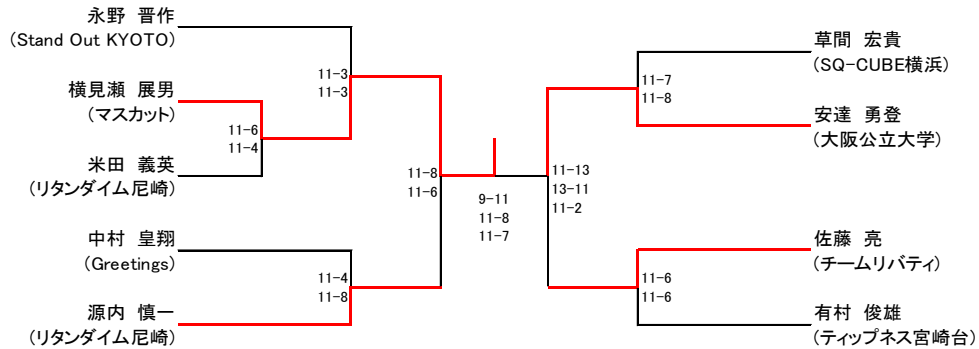 永野 晋作
(Stand Out KYOTO)
横見瀬 展男
(マスカット)
米田 義英
(リタンダイム尼崎)
中村 皇翔
(Greetings)
源内 慎一
(リタンダイム尼崎)
11-3
11-3
11-6
11-4
11-4
11-8
11-8
11-6
9-11
11-8
11-7
11-13
13-11
11-2
11-7
11-8
11-6
11-6
草間 宏貴
(SQ-CUBE横浜)
安達 勇登
(大阪公立大学)
佐藤 亮
(チームリバティ)
有村 俊雄
(ティップネス宮崎台)